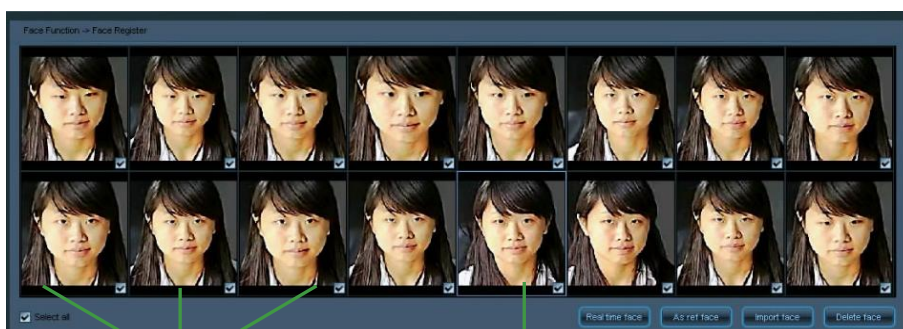 Face Function -> Face Register
Select all
Real time face
As ref face
Import face
Delete face